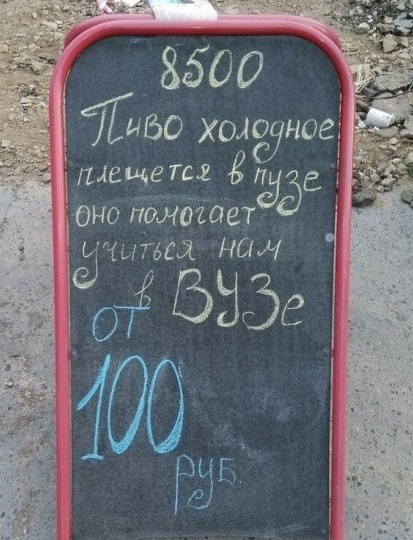 8500
Пиво холодное
плещется в пузе
оно помогает
учиться нам
в ВУЗе
от
100
руб.